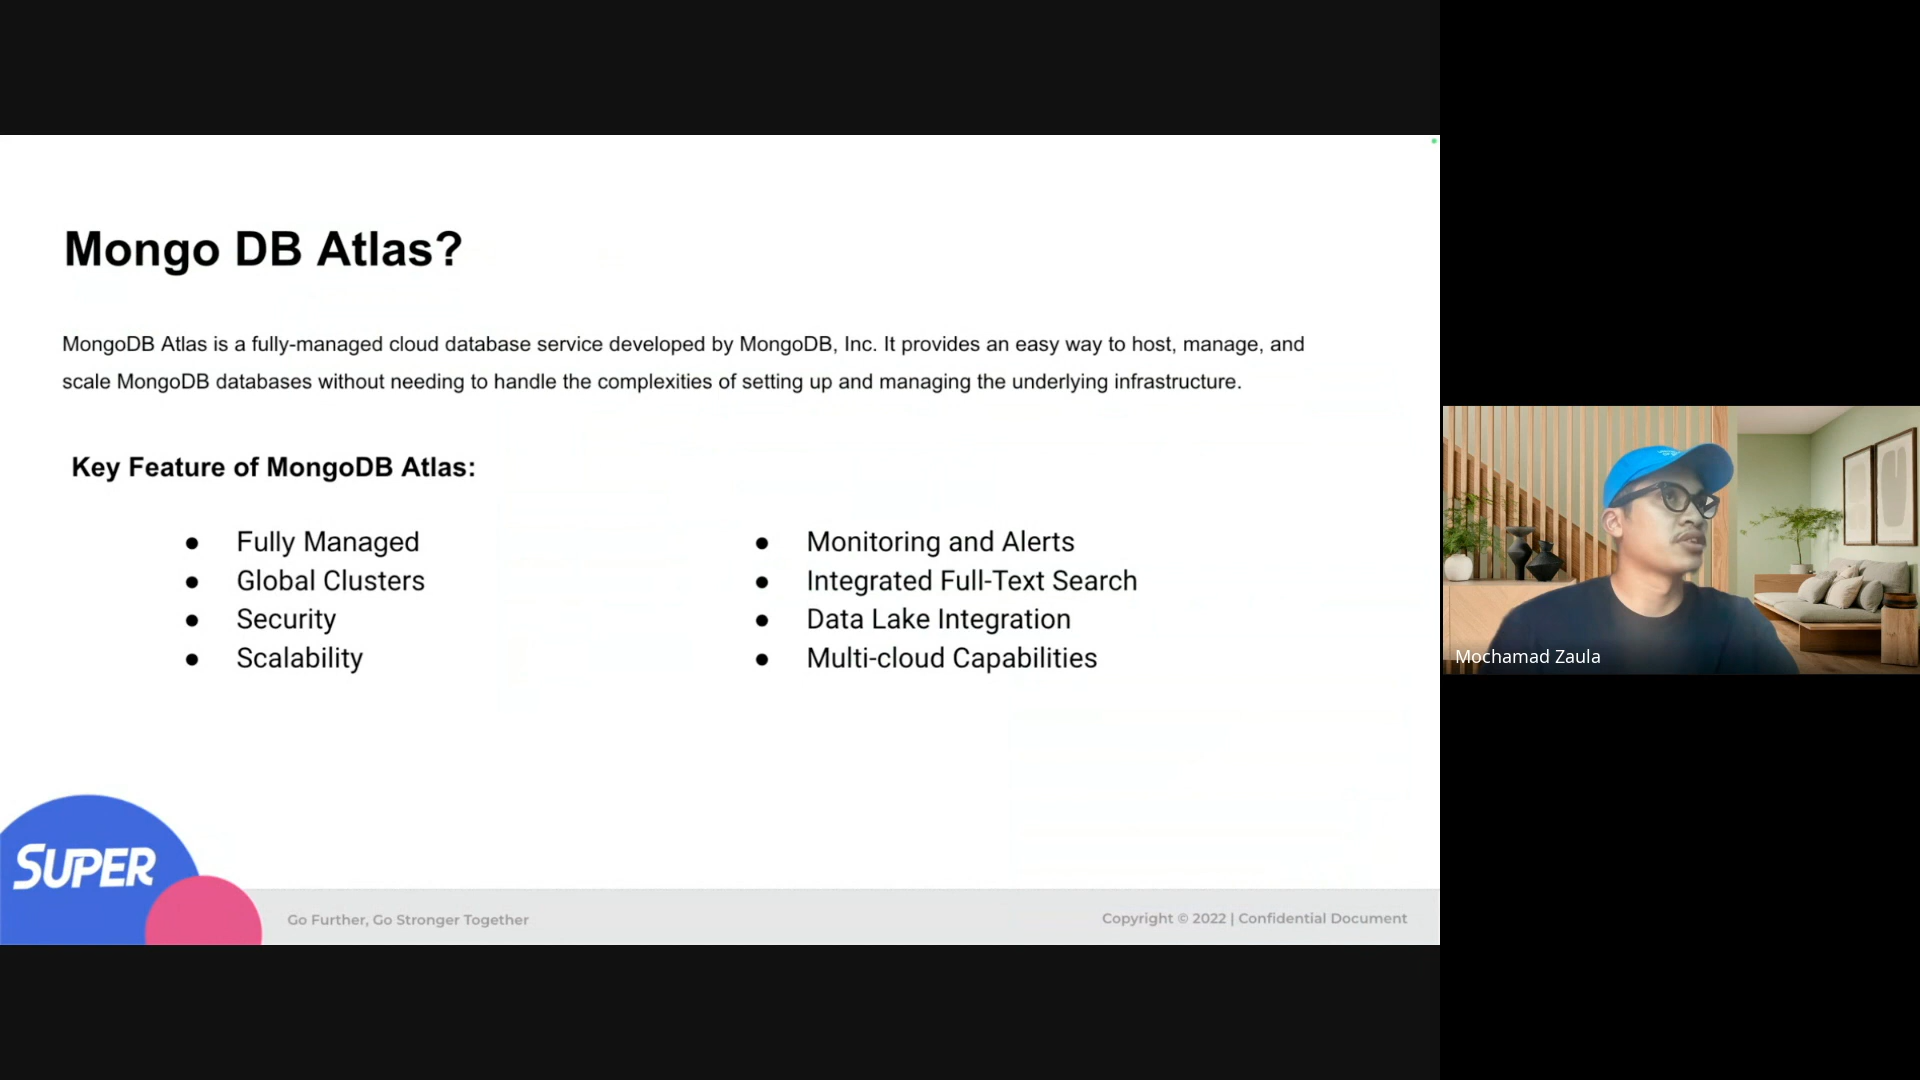 Mongo DB Atlas?
MongoDB Atlas is a fully-managed cloud database service developed by MongoDB, Inc. It provides an easy way to host, manage, and
scale MongoDB databases without needing to handle the complexities of setting up and managing the underlying infrastructure.
Key Feature of MongoDB Atlas:
● Fully Managed
● Global Clusters
● Security
● Scalability
● Monitoring and Alerts
● Integrated Full-Text Search
● Data Lake Integration
● Multi-cloud Capabilities
SUPER
Go Further, Go Stronger Together
Copyright © 2022 | Confidential Document
Mochamad Zaula